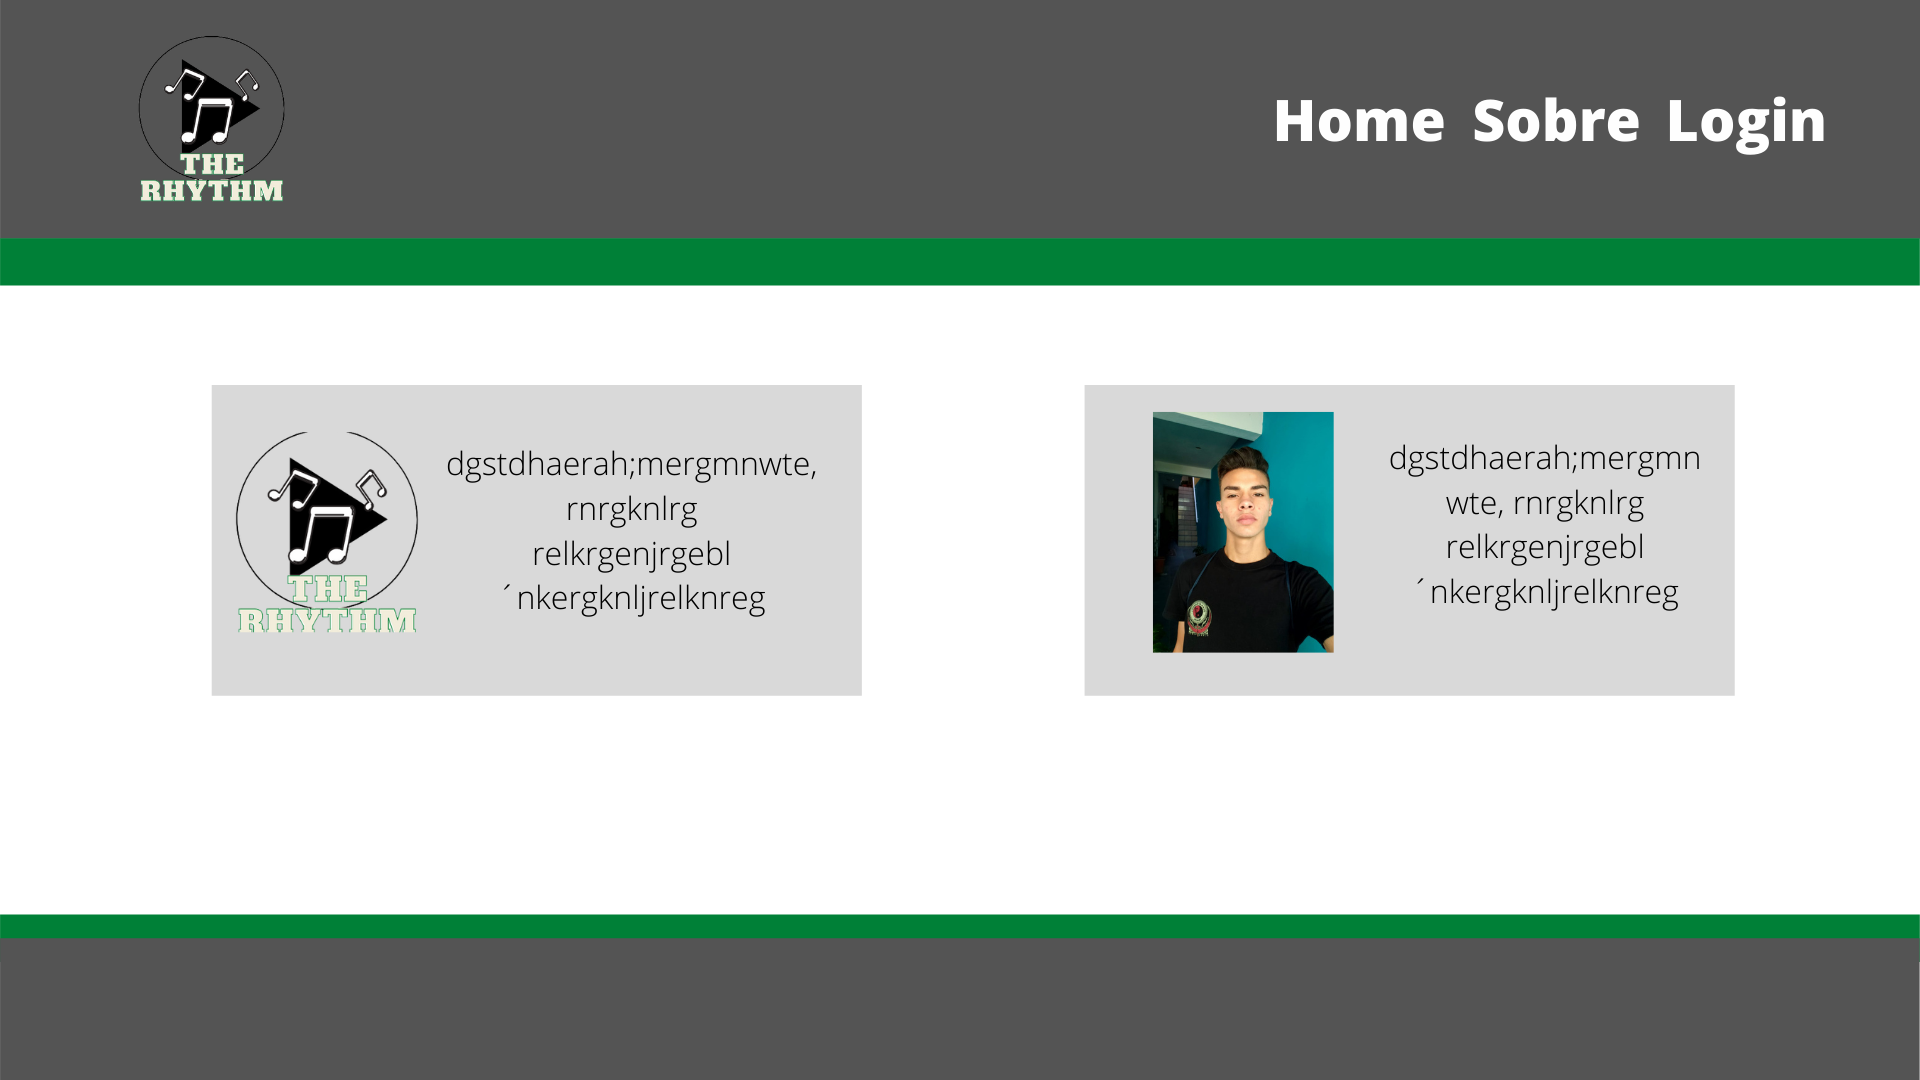 THE
RHYTHM
Home Sobre Login
THE
RHYTHM
dgstdhaerah;mergmnwte,
rnrgknlrg
relkrgenjrgebl
´nkergknljrelknreg
dgstdhaerah;mergmn
wte, rnrgknlrg
relkrgenjrgebl
´nkergknljrelknreg